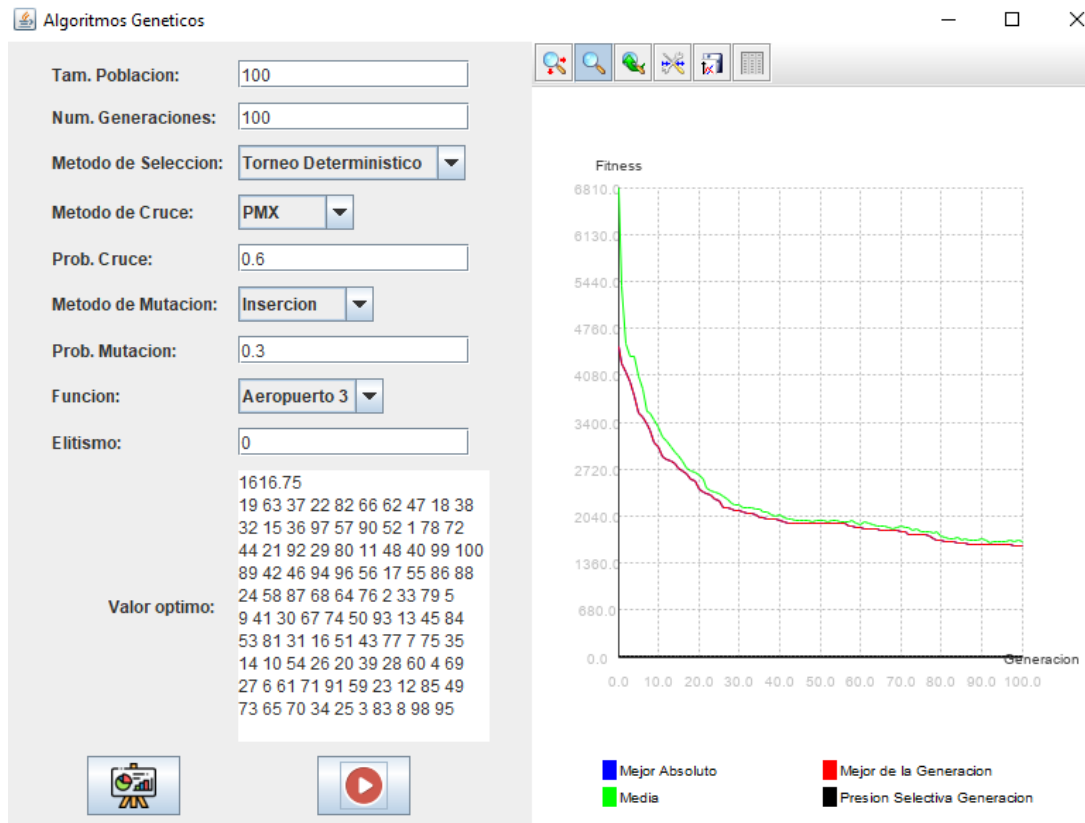 Algoritmos Geneticos
Tam. Poblacion: 100
Num. Generaciones: 100
Metodo de Seleccion: Torneo Deterministico
Metodo de Cruce: PMX
Prob. Cruce: 0.6
Metodo de Mutacion: Insercion
Prob. Mutacion: 0.3
Funcion: Aeropuerto 3
Elitismo: 0
Valor optimo:
1616.75
19 63 37 22 82 66 62 47 18 38
32 15 36 97 57 90 52 1 78 72
44 21 92 29 80 11 48 40 99 100
89 42 46 94 96 56 17 55 86 88
24 58 87 68 64 76 2 33 79 5
9 41 30 67 74 50 93 13 45 84
53 81 31 16 51 43 77 7 75 35
14 10 54 26 20 39 28 60 4 69
27 6 61 71 91 59 23 12 85 49
73 65 70 34 25 3 83 8 98 95
Fitness
6810.0
6130.0
5440.0
4760.0
4080.0
3400.0
2720.0
2040.0
1360.0
680.0
0.0
Generacion
0.0 10.0 20.0 30.0 40.0 50.0 60.0 70.0 80.0 90.0 100.0
Mejor Absoluto
Mejor de la Generacion
Media
Presion Selectiva Generacion